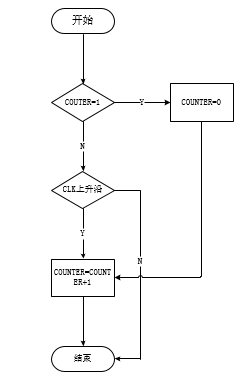 开始
COUTER=1
Y
COUNTER=0
N
CLK上升沿
Y
N
COUNTER=COUNT
ER+1
结束